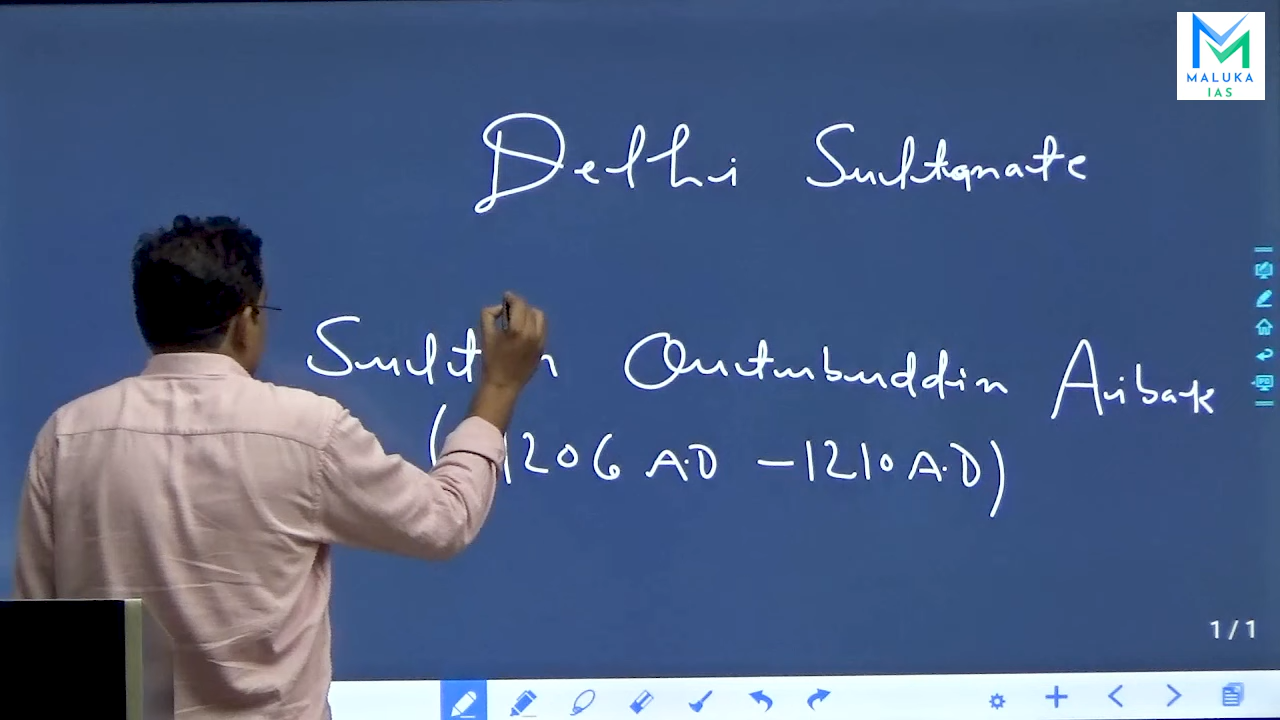 MALUKA
IAS
Delhi Sultanate
Qutubuddin Aibak
1206 A.D - 1210 A.D)
1/1